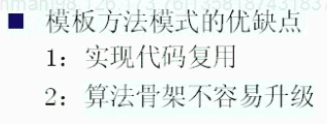 模板方法模式的优缺点
1：实现代码复用
2：算法骨架不容易升级